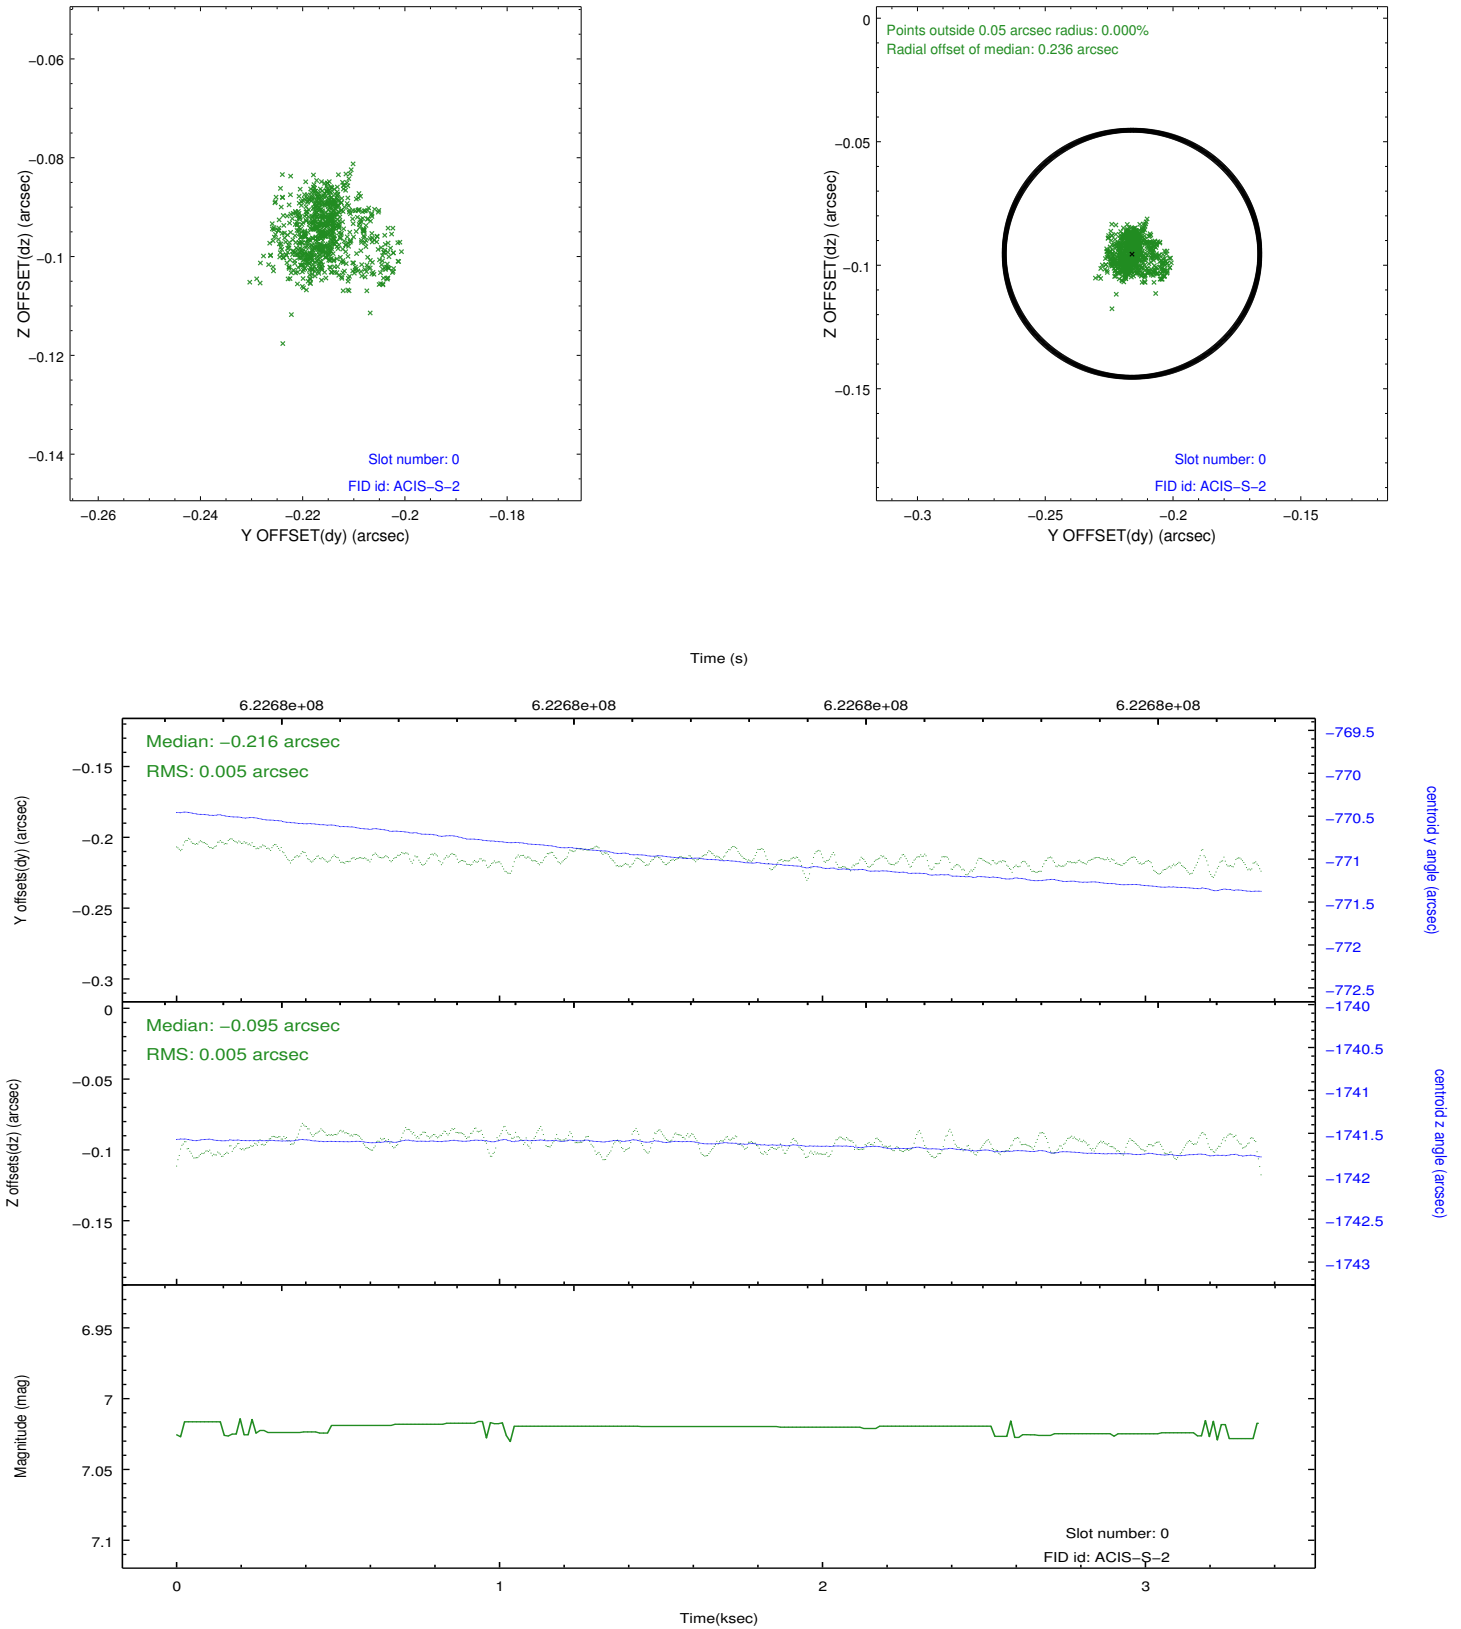 −0.06
−0.08
−0.1
−0.12
−0.14
Z OFFSET(dz) (arcsec)
Slot number: 0
FID id: ACIS−S−2
−0.26
−0.24
−0.22
−0.2
−0.18
Y OFFSET(dy) (arcsec)
0
−0.05
−0.1
−0.15
Z OFFSET(dz) (arcsec)
Points outside 0.05 arcsec radius: 0.000%
Radial offset of median: 0.236 arcsec
Slot number: 0
FID id: ACIS−S−2
−0.3
−0.25
−0.2
−0.15
Y OFFSET(dy) (arcsec)
Time (s)
6.2268e+08
6.2268e+08
6.2268e+08
6.2268e+08
Median: −0.216 arcsec
RMS: 0.005 arcsec
−0.15
−0.2
−0.25
−0.3
Y offsets(dy) (arcsec)
−769.5
−770
−770.5
−771
−771.5
−772
−772.5
centroid y angle (arcsec)
Median: −0.095 arcsec
RMS: 0.005 arcsec
0
−0.05
−0.1
−0.15
Z offsets(dz) (arcsec)
−1740
−1740.5
−1741
−1741.5
−1742
−1742.5
−1743
centroid z angle (arcsec)
6.95
7
7.05
7.1
Magnitude (mag)
Slot number: 0
FID id: ACIS−S−2
0
1
2
3
Time(ksec)